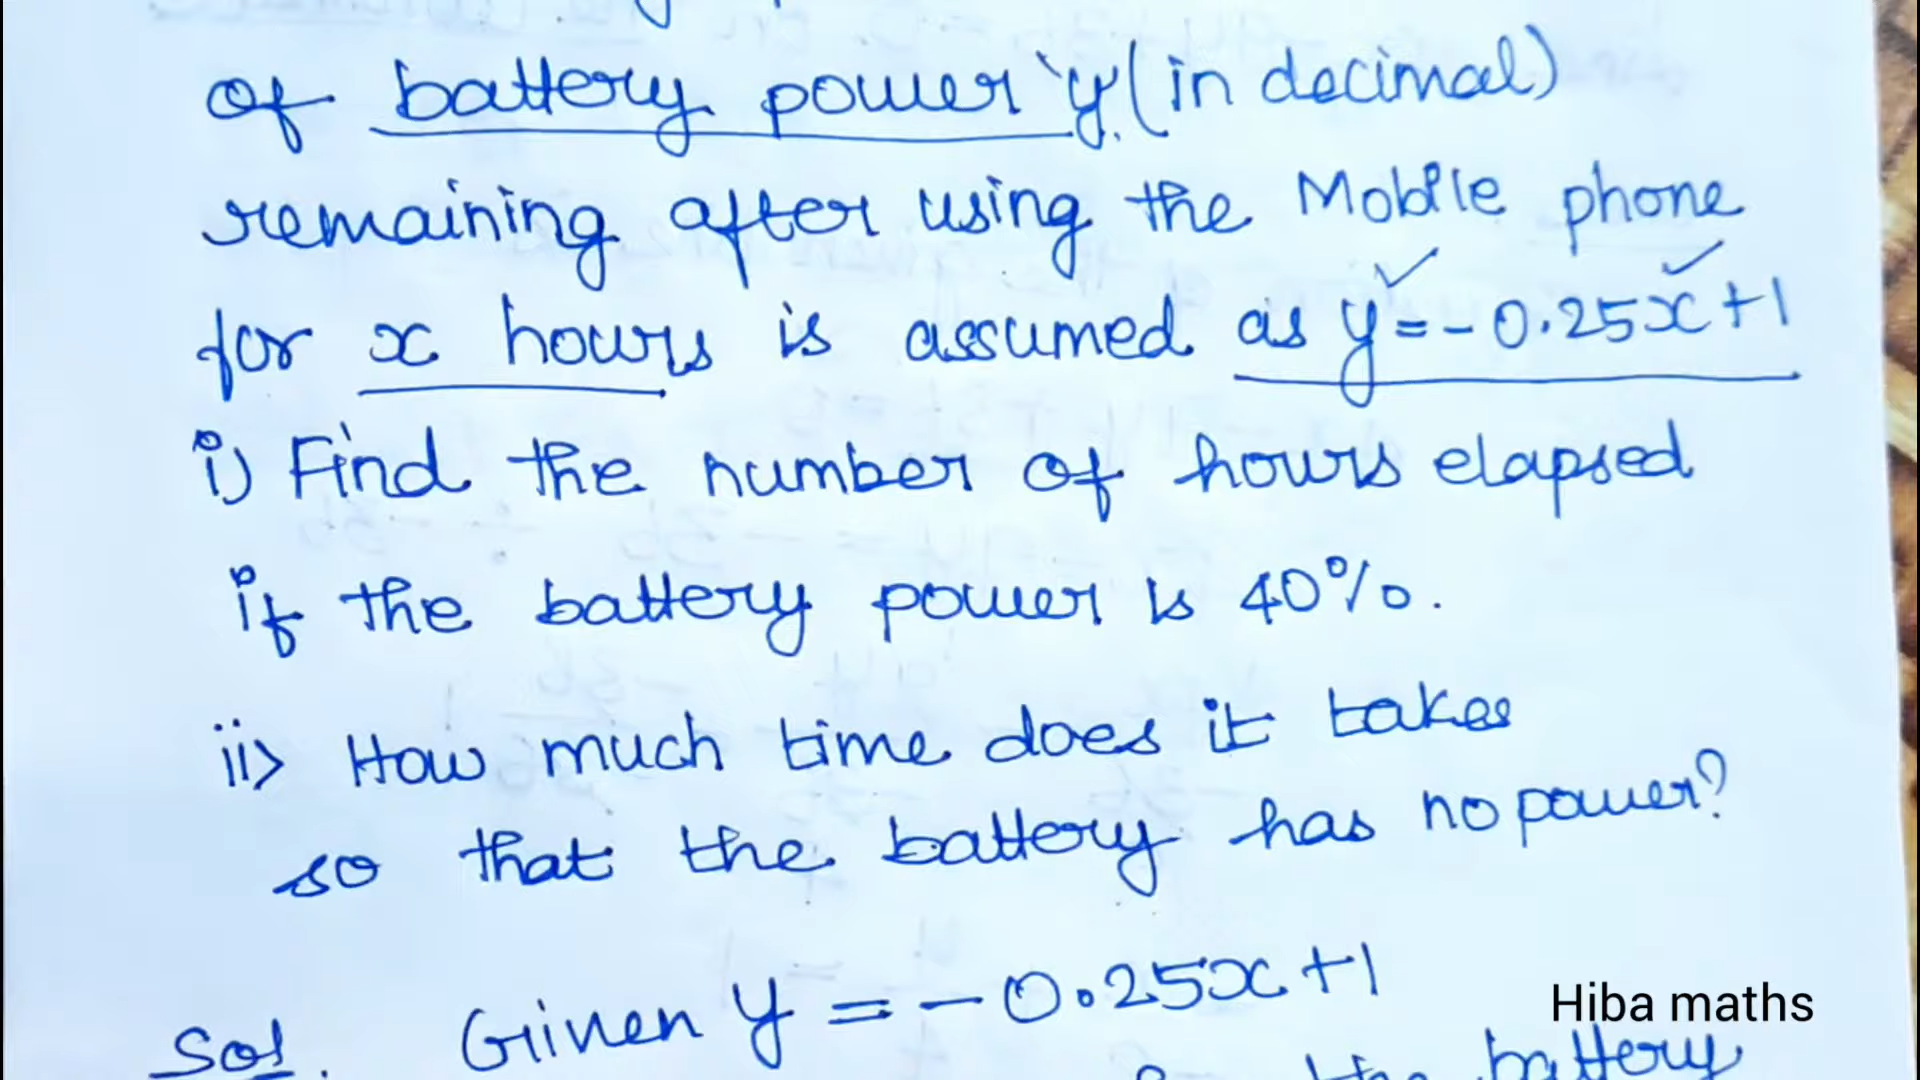 of battery power 'y' (in decimal)
remaining after using the Mobile phone
for x hours is assumed as y = -0.25x+1
i) Find the number of hours elapsed
if the battery power is 40%.
ii) How much time does it takes
so that the battery has no power?
Sol. Given y = -0.25x+1
Hiba maths
the battery